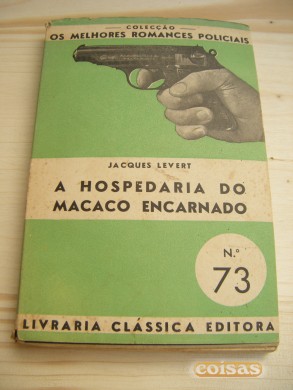 COLECÇÃO
OS MELHORES ROMANCES POLICIAIS
JACQUES LEVERT
A HOSPEDARIA DO
MACACO ENCARNADO
N.º
73
LIVRARIA CLÁSSICA EDITORA
coisas